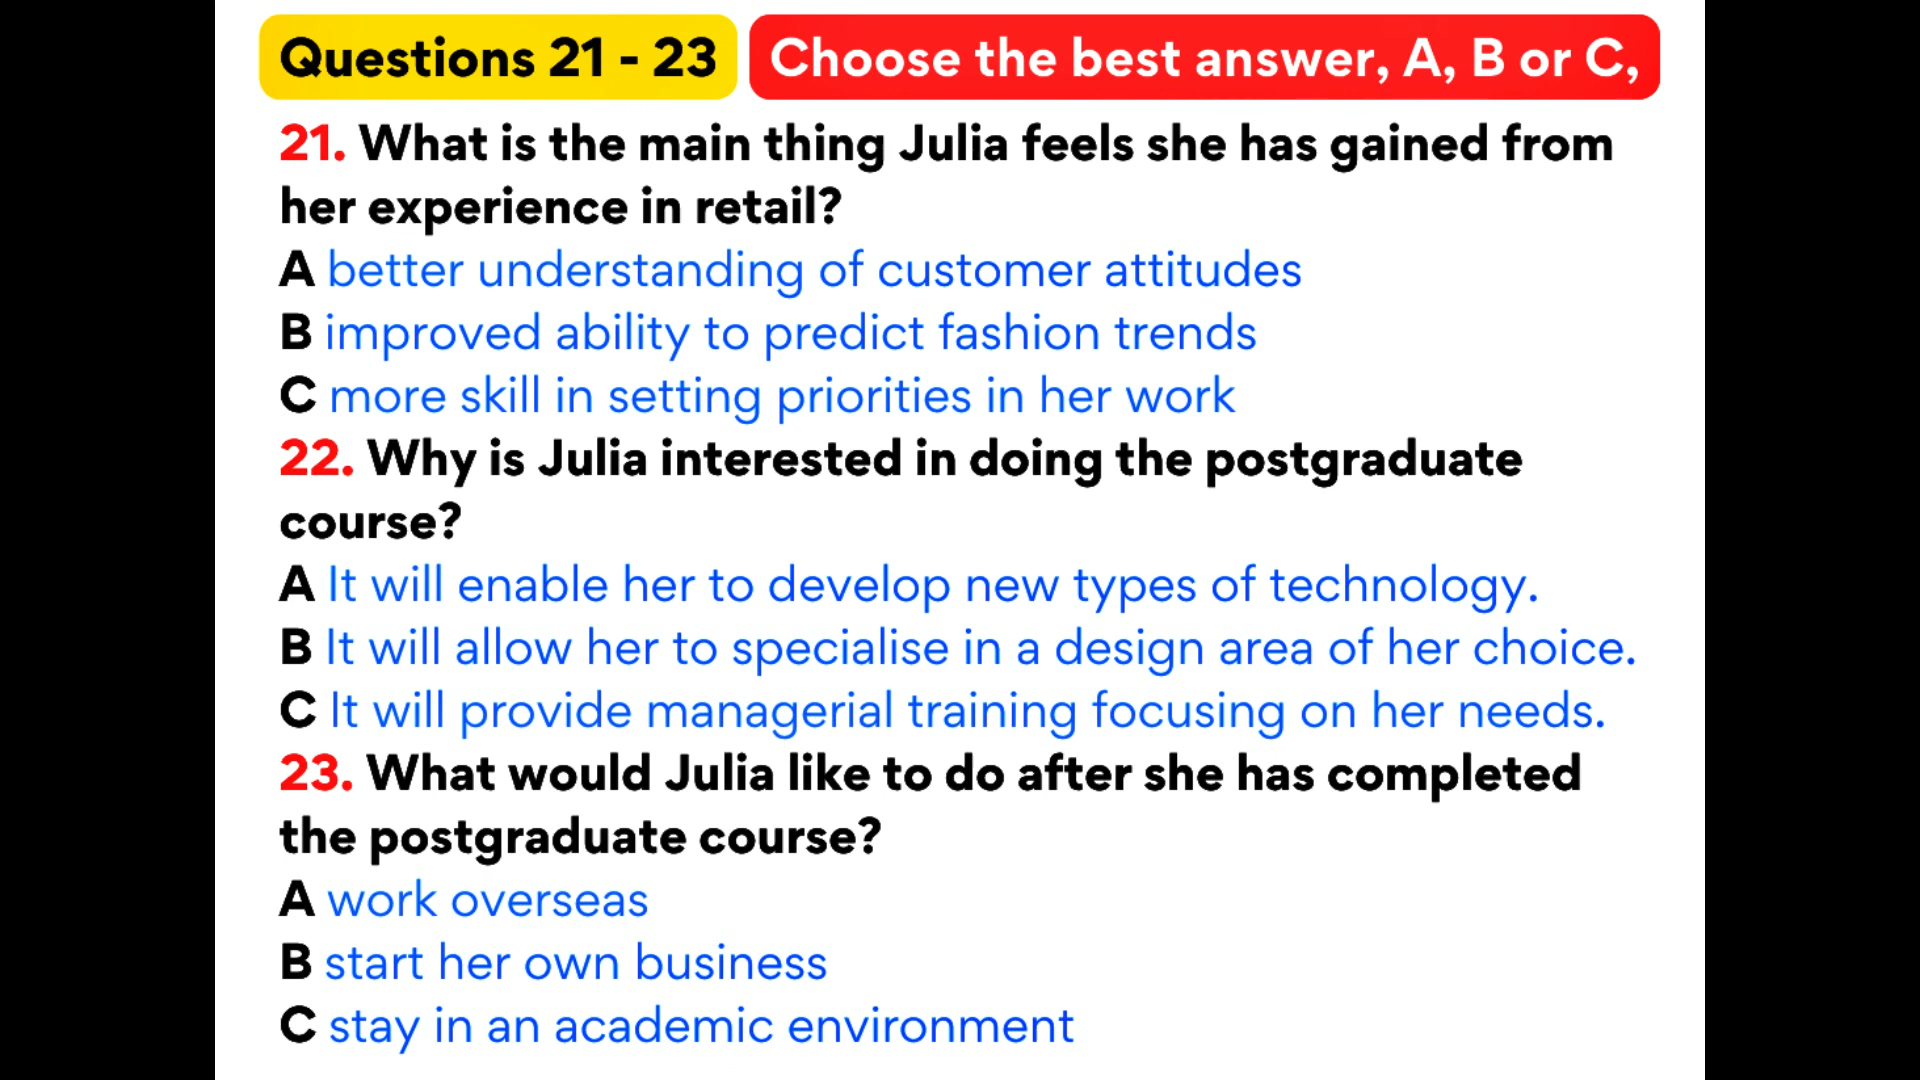 Questions 21 - 23 Choose the best answer, A, B or C,
21. What is the main thing Julia feels she has gained from
her experience in retail?
A better understanding of customer attitudes
B improved ability to predict fashion trends
C more skill in setting priorities in her work
22. Why is Julia interested in doing the postgraduate
course?
A It will enable her to develop new types of technology.
B It will allow her to specialise in a design area of her choice.
C It will provide managerial training focusing on her needs.
23. What would Julia like to do after she has completed
the postgraduate course?
A work overseas
B start her own business
C stay in an academic environment